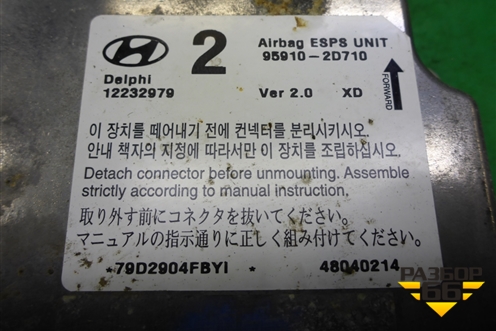 2 Airbag ESPS UNIT
95910-2D710
Delphi
12232979 Ver 2.0 XD
FORWARD
이 장치를 떼어내기 전에 컨넥터를 분리시키시오.
안내 책자의 지정에 따라서만 이 장치를 조립하십시오.
Detach connector before unmounting. Assemble
strictly according to manual instruction.
取り外す前にコネクタを抜いてください。
マニュアルの指示通りに正しく組み付けてください。
*79D2904FBYI * 48040214
РАЗБОР
66